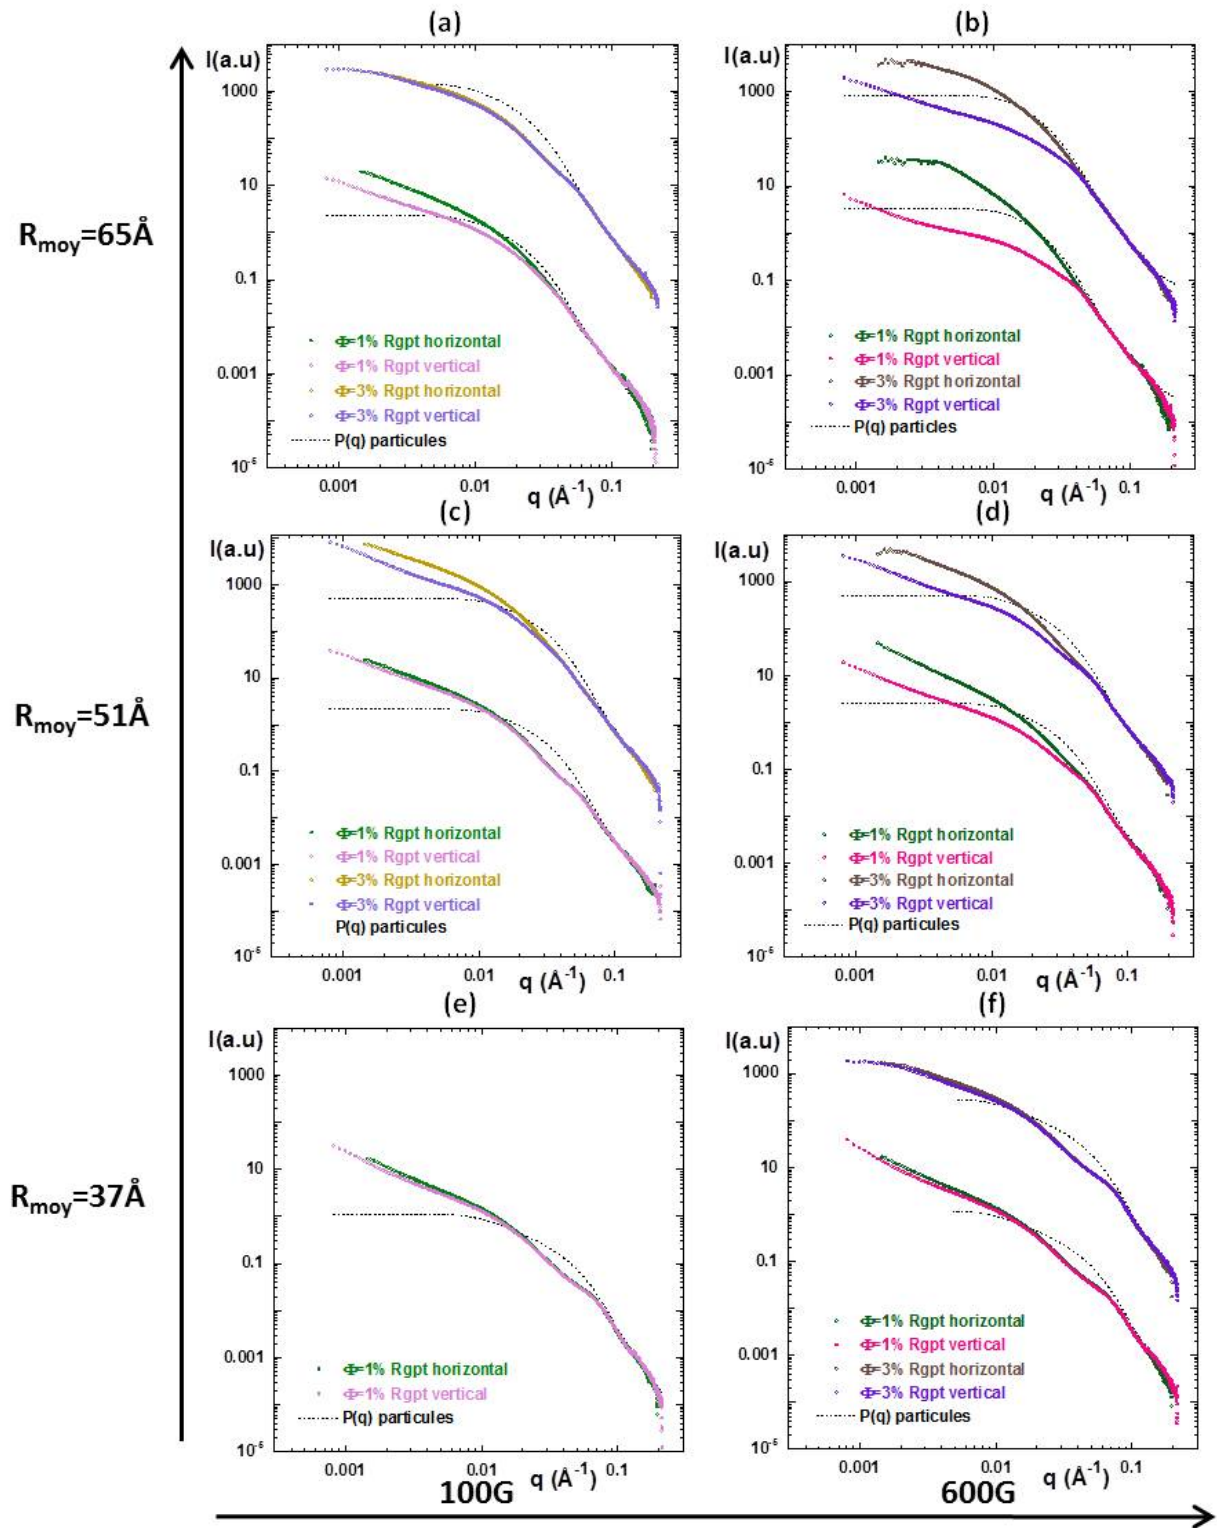 (a)
(b)
I(a.u)
1000
10
0.1
0.001
10⁻⁵
Φ=1% Rgpt horizontal
Φ=1% Rgpt vertical
Φ=3% Rgpt horizontal
Φ=3% Rgpt vertical
P(q) particules
0.001
0.01
0.1
q (Å⁻¹)
I(a.u)
1000
10
0.1
0.001
10⁻⁵
Φ=1% Rgpt horizontal
Φ=1% Rgpt vertical
Φ=3% Rgpt horizontal
Φ=3% Rgpt vertical
P(q) particles
0.001
0.01
0.1
q (Å⁻¹)
Rmoy=65Å
(c)
(d)
I(a.u)
1000
10
0.1
0.001
10⁻⁵
Φ=1% Rgpt horizontal
Φ=1% Rgpt vertical
Φ=3% Rgpt horizontal
Φ=3% Rgpt vertical
P(q) particules
0.001
0.01
0.1
q (Å⁻¹)
I(a.u)
1000
10
0.1
0.001
10⁻⁵
Φ=1% Rgpt horizontal
Φ=1% Rgpt vertical
Φ=3% Rgpt horizontal
Φ=3% Rgpt vertical
P(q) particules
0.001
0.01
0.1
q (Å⁻¹)
Rmoy=51Å
(e)
(f)
I(a.u)
1000
10
0.1
0.001
10⁻⁵
Φ=1% Rgpt horizontal
Φ=1% Rgpt vertical
P(q) particules
0.001
0.01
0.1
q (Å⁻¹)
I(a.u)
1000
10
0.1
0.001
10⁻⁵
Φ=1% Rgpt horizontal
Φ=1% Rgpt vertical
Φ=3% Rgpt horizontal
Φ=3% Rgpt vertical
P(q) particules
0.001
0.01
0.1
q (Å⁻¹)
Rmoy=37Å
100G
600G